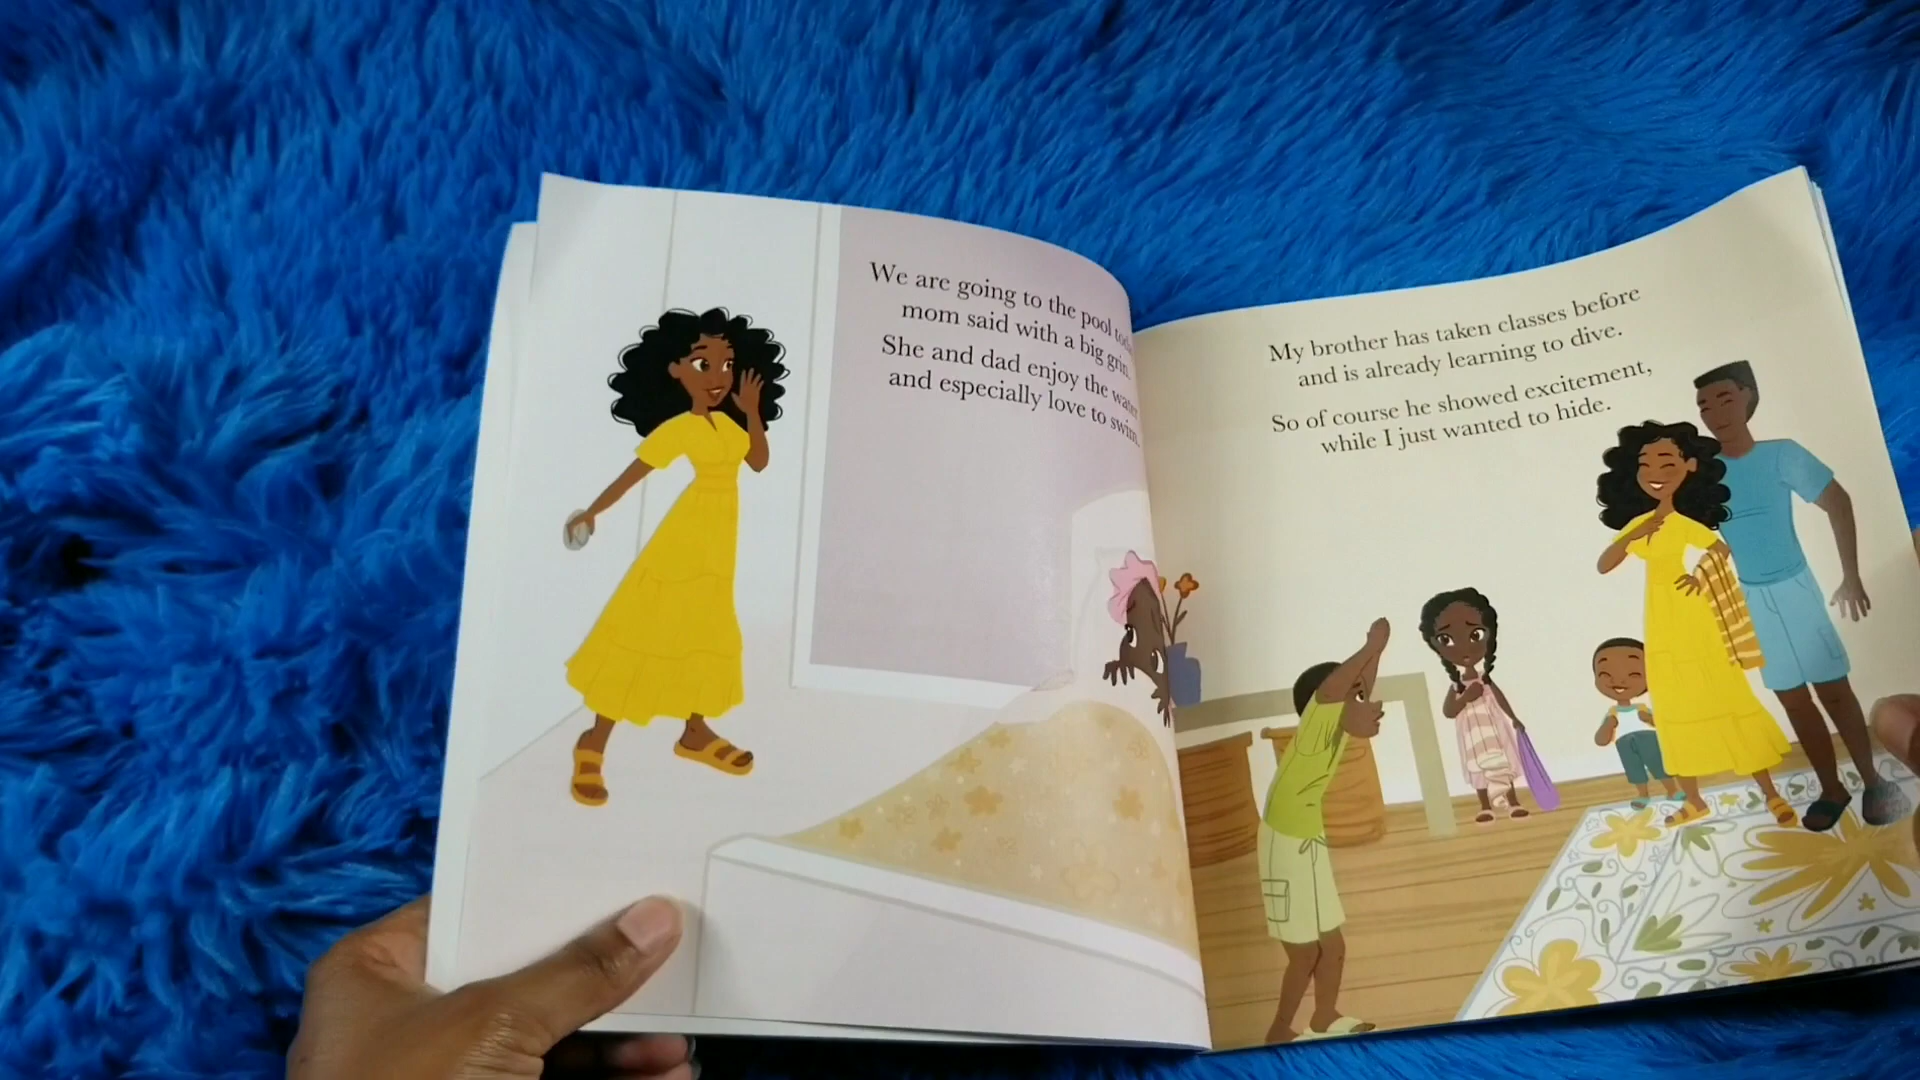 We are going to the pool
mom said with a big grin.
She and dad enjoy the water
and especially love to swim.
My brother has taken classes before
and is already learning to dive.
So of course he showed excitement,
while I just wanted to hide.